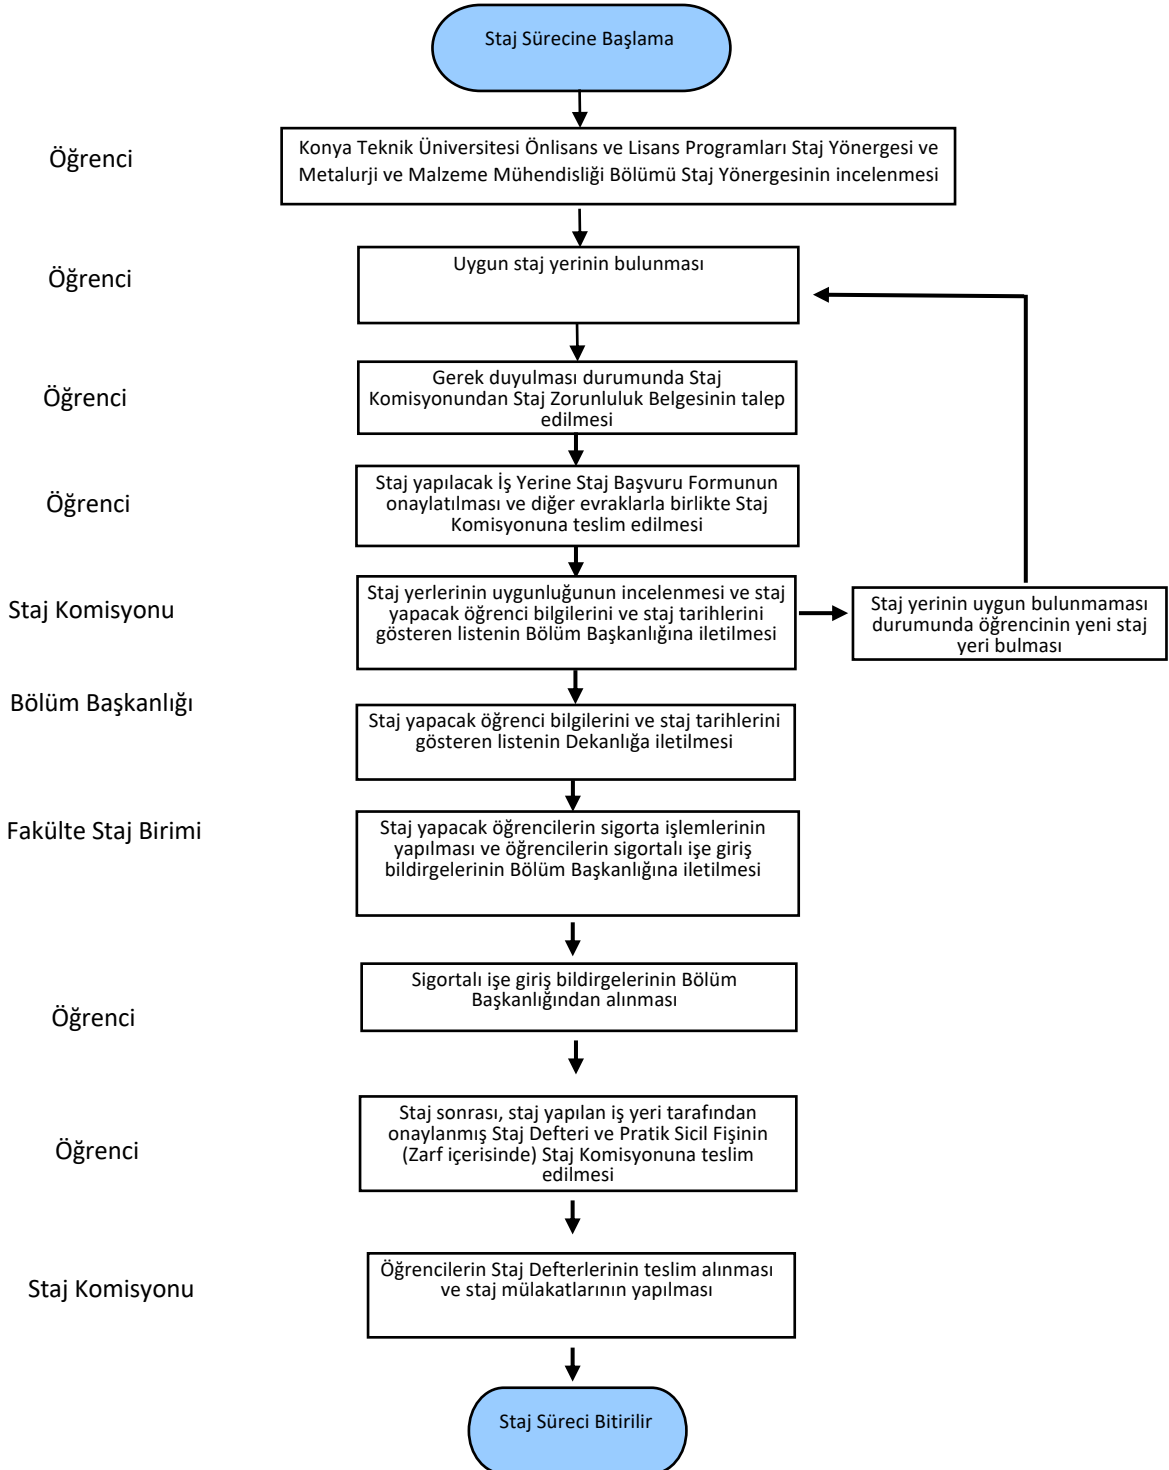 Staj Sürecine Başlama
Öğrenci
Konya Teknik Üniversitesi Önlisans ve Lisans Programları Staj Yönergesi ve
Metalurji ve Malzeme Mühendisliği Bölümü Staj Yönergesinin incelenmesi
Öğrenci
Uygun staj yerinin bulunması
Öğrenci
Gerek duyulması durumunda Staj
Komisyonundan Staj Zorunluluk Belgesinin talep
edilmesi
Öğrenci
Staj yapılacak İş Yerine Staj Başvuru Formunun
onaylatılması ve diğer evraklarla birlikte Staj
Komisyonuna teslim edilmesi
Staj Komisyonu
Staj yerlerinin uygunluğunun incelenmesi ve staj
yapacak öğrenci bilgilerini ve staj tarihlerini
gösteren listenin Bölüm Başkanlığına iletilmesi
Staj yerinin uygun bulunmaması
durumunda öğrencinin yeni staj
yeri bulması
Bölüm Başkanlığı
Staj yapacak öğrenci bilgilerini ve staj tarihlerini
gösteren listenin Dekanlığa iletilmesi
Fakülte Staj Birimi
Staj yapacak öğrencilerin sigorta işlemlerinin
yapılması ve öğrencilerin sigortalı işe giriş
bildirgelerinin Bölüm Başkanlığına iletilmesi
Öğrenci
Sigortalı işe giriş bildirgelerinin Bölüm
Başkanlığından alınması
Öğrenci
Staj sonrası, staj yapılan iş yeri tarafından
onaylanmış Staj Defteri ve Pratik Sicil Fişinin
(Zarf içerisinde) Staj Komisyonuna teslim
edilmesi
Staj Komisyonu
Öğrencilerin Staj Defterlerinin teslim alınması
ve staj mülakatlarının yapılması
Staj Süreci Bitirilir